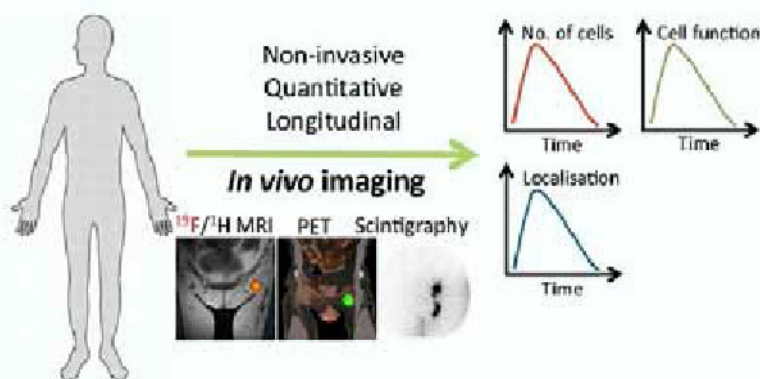 Non-invasive
Quantitative
Longitudinal
In vivo imaging
¹⁹F/¹H MRI PET Scintigraphy
No. of cells
Time
Cell function
Time
Localisation
Time